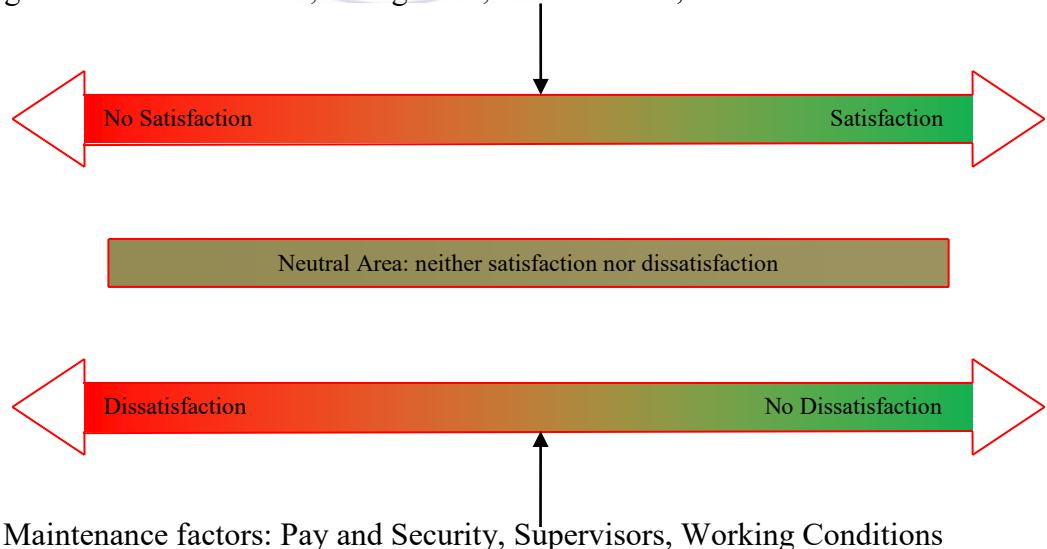 No Satisfaction Satisfaction
Neutral Area: neither satisfaction nor dissatisfaction
Dissatisfaction No Dissatisfaction
Maintenance factors: Pay and Security, Supervisors, Working Conditions